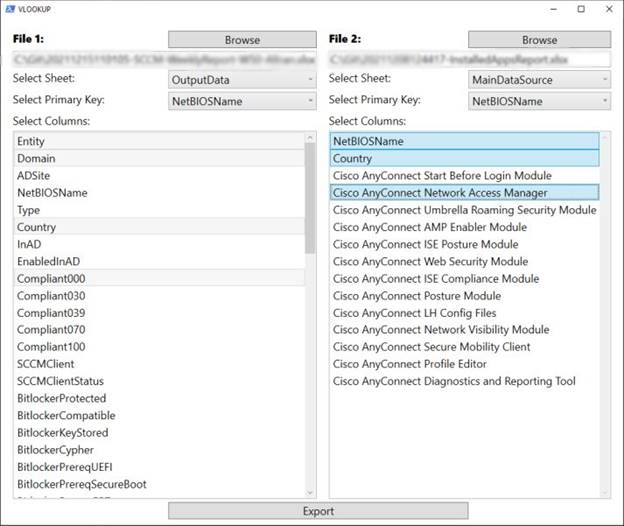 VLOOKUP
File 1:
Browse
Select Sheet:
OutputData
Select Primary Key:
NetBIOSName
Select Columns:
Entity
Domain
ADSite
NetBIOSName
Type
Country
InAD
EnabledInAD
Compliant000
Compliant030
Compliant039
Compliant070
Compliant100
SCCMClient
SCCMClientStatus
BitlockerProtected
BitlockerCompatible
BitlockerKeyStored
BitlockerCypher
BitlockerPrereqUEFI
BitlockerPrereqSecureBoot
File 2:
Browse
Select Sheet:
MainDataSource
Select Primary Key:
NetBIOSName
Select Columns:
NetBIOSName
Country
Cisco AnyConnect Start Before Login Module
Cisco AnyConnect Network Access Manager
Cisco AnyConnect Umbrella Roaming Security Module
Cisco AnyConnect AMP Enabler Module
Cisco AnyConnect ISE Posture Module
Cisco AnyConnect Web Security Module
Cisco AnyConnect ISE Compliance Module
Cisco AnyConnect Posture Module
Cisco AnyConnect LH Config Files
Cisco AnyConnect Network Visibility Module
Cisco AnyConnect Secure Mobility Client
Cisco AnyConnect Profile Editor
Cisco AnyConnect Diagnostics and Reporting Tool
Export